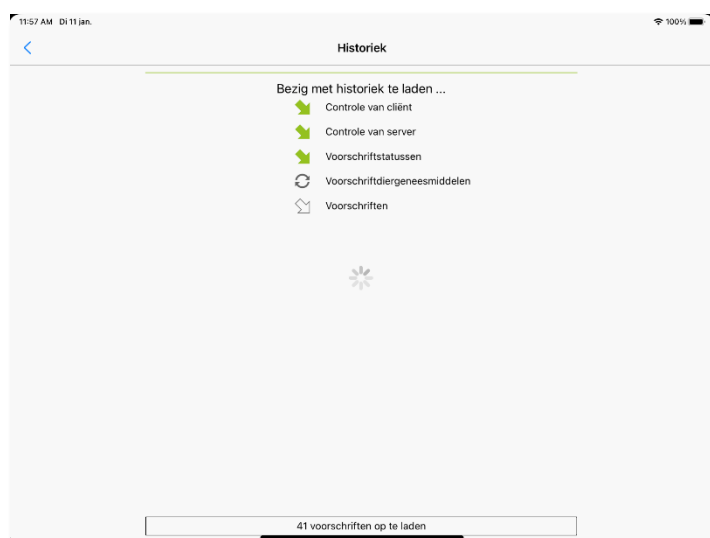 11:57 AM Di 11 jan.
100%
Historiek
Bezig met historiek te laden ...
Controle van cliënt
Controle van server
Voorschriftstatussen
Voorschriftdiergeneesmiddelen
Voorschriften
41 voorschriften op te laden